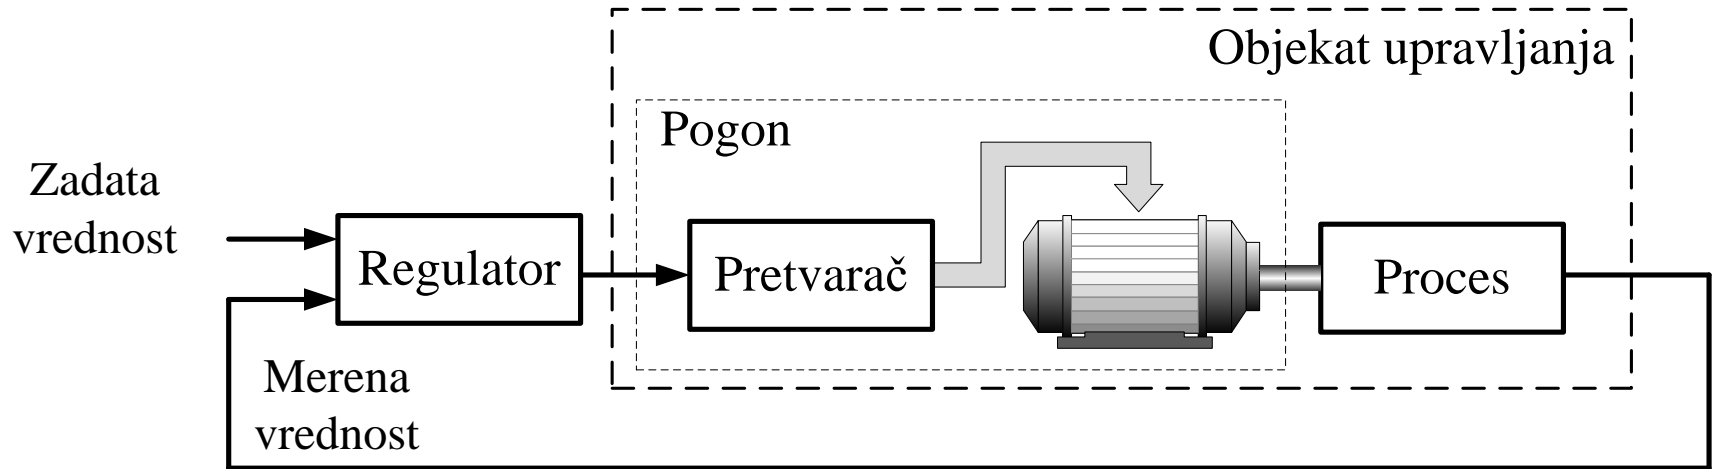 Objekat upravljanja
Pogon
Zadata
vrednost
Regulator
Pretvarač
Proces
Merena
vrednost